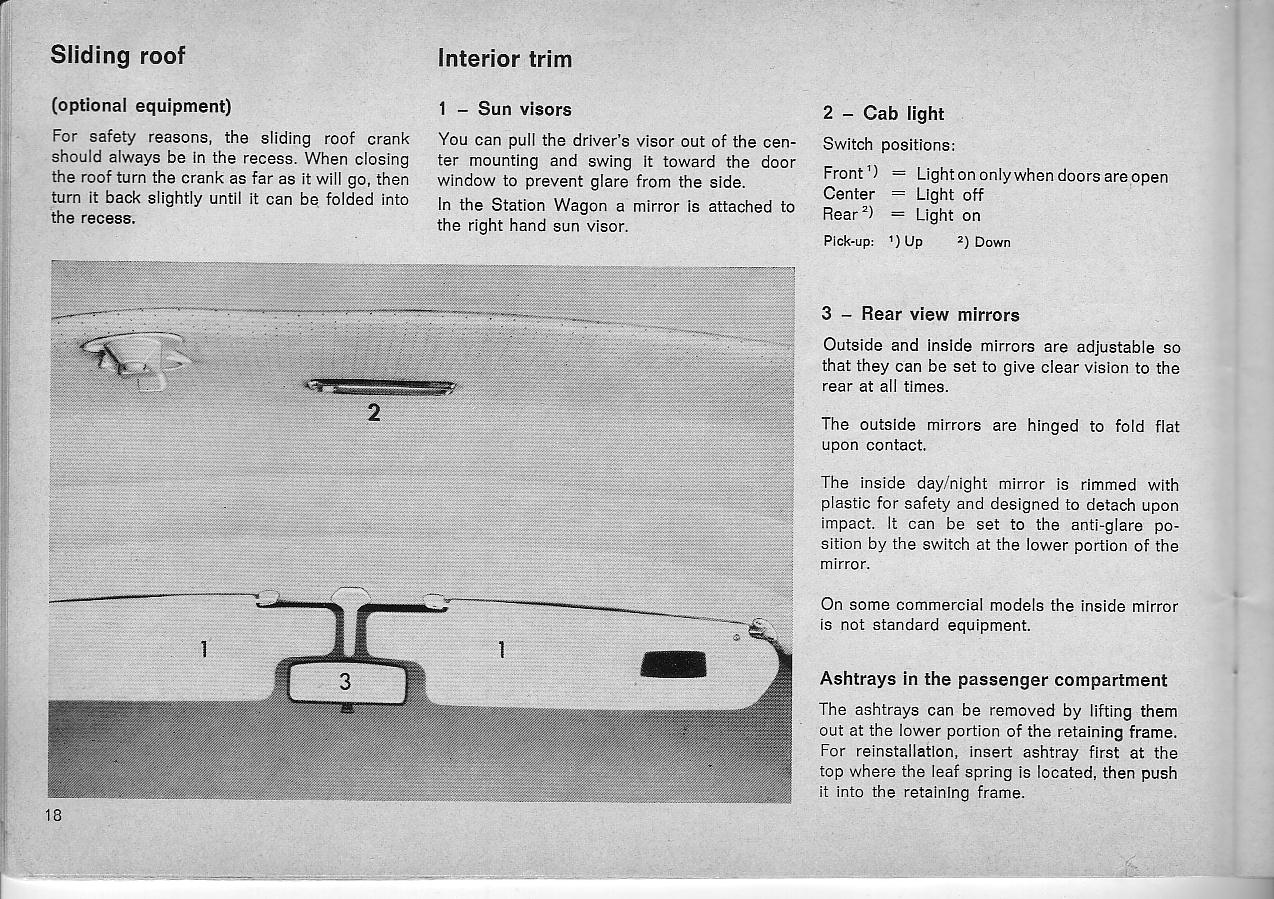 Sliding roof
(optional equipment)
For safety reasons, the sliding roof crank
should always be in the recess. When closing
the roof turn the crank as far as it will go, then
turn it back slightly until it can be folded into
the recess.
Interior trim
1 – Sun visors
You can pull the driver's visor out of the cen-
ter mounting and swing it toward the door
window to prevent glare from the side.
In the Station Wagon a mirror is attached to
the right hand sun visor.
2
1
1
3
18
2 – Cab light
Switch positions:
Front ¹) = Light on only when doors are open
Center = Light off
Rear ²) = Light on
Pick-up: ¹) Up ²) Down
3 – Rear view mirrors
Outside and inside mirrors are adjustable so
that they can be set to give clear vision to the
rear at all times.
The outside mirrors are hinged to fold flat
upon contact.
The inside day/night mirror is rimmed with
plastic for safety and designed to detach upon
impact. It can be set to the anti-glare po-
sition by the switch at the lower portion of the
mirror.
On some commercial models the inside mirror
is not standard equipment.
Ashtrays in the passenger compartment
The ashtrays can be removed by lifting them
out at the lower portion of the retaining frame.
For reinstallation, insert ashtray first at the
top where the leaf spring is located, then push
it into the retaining frame.